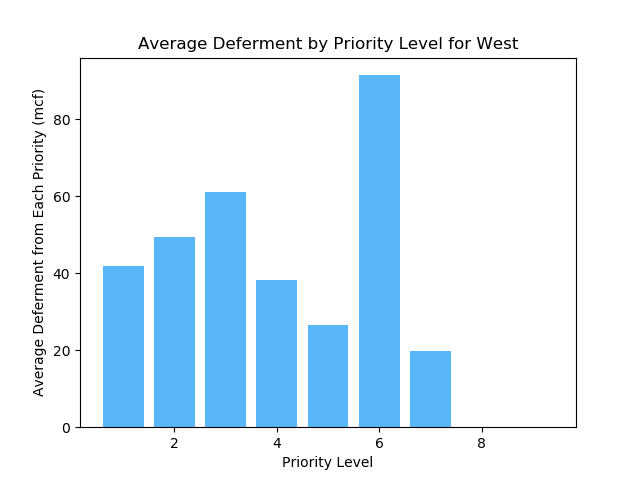 Average Deferment by Priority Level for West
Average Deferment from Each Priority (mcf)
80
60
40
20
0
2 4 6 8
Priority Level